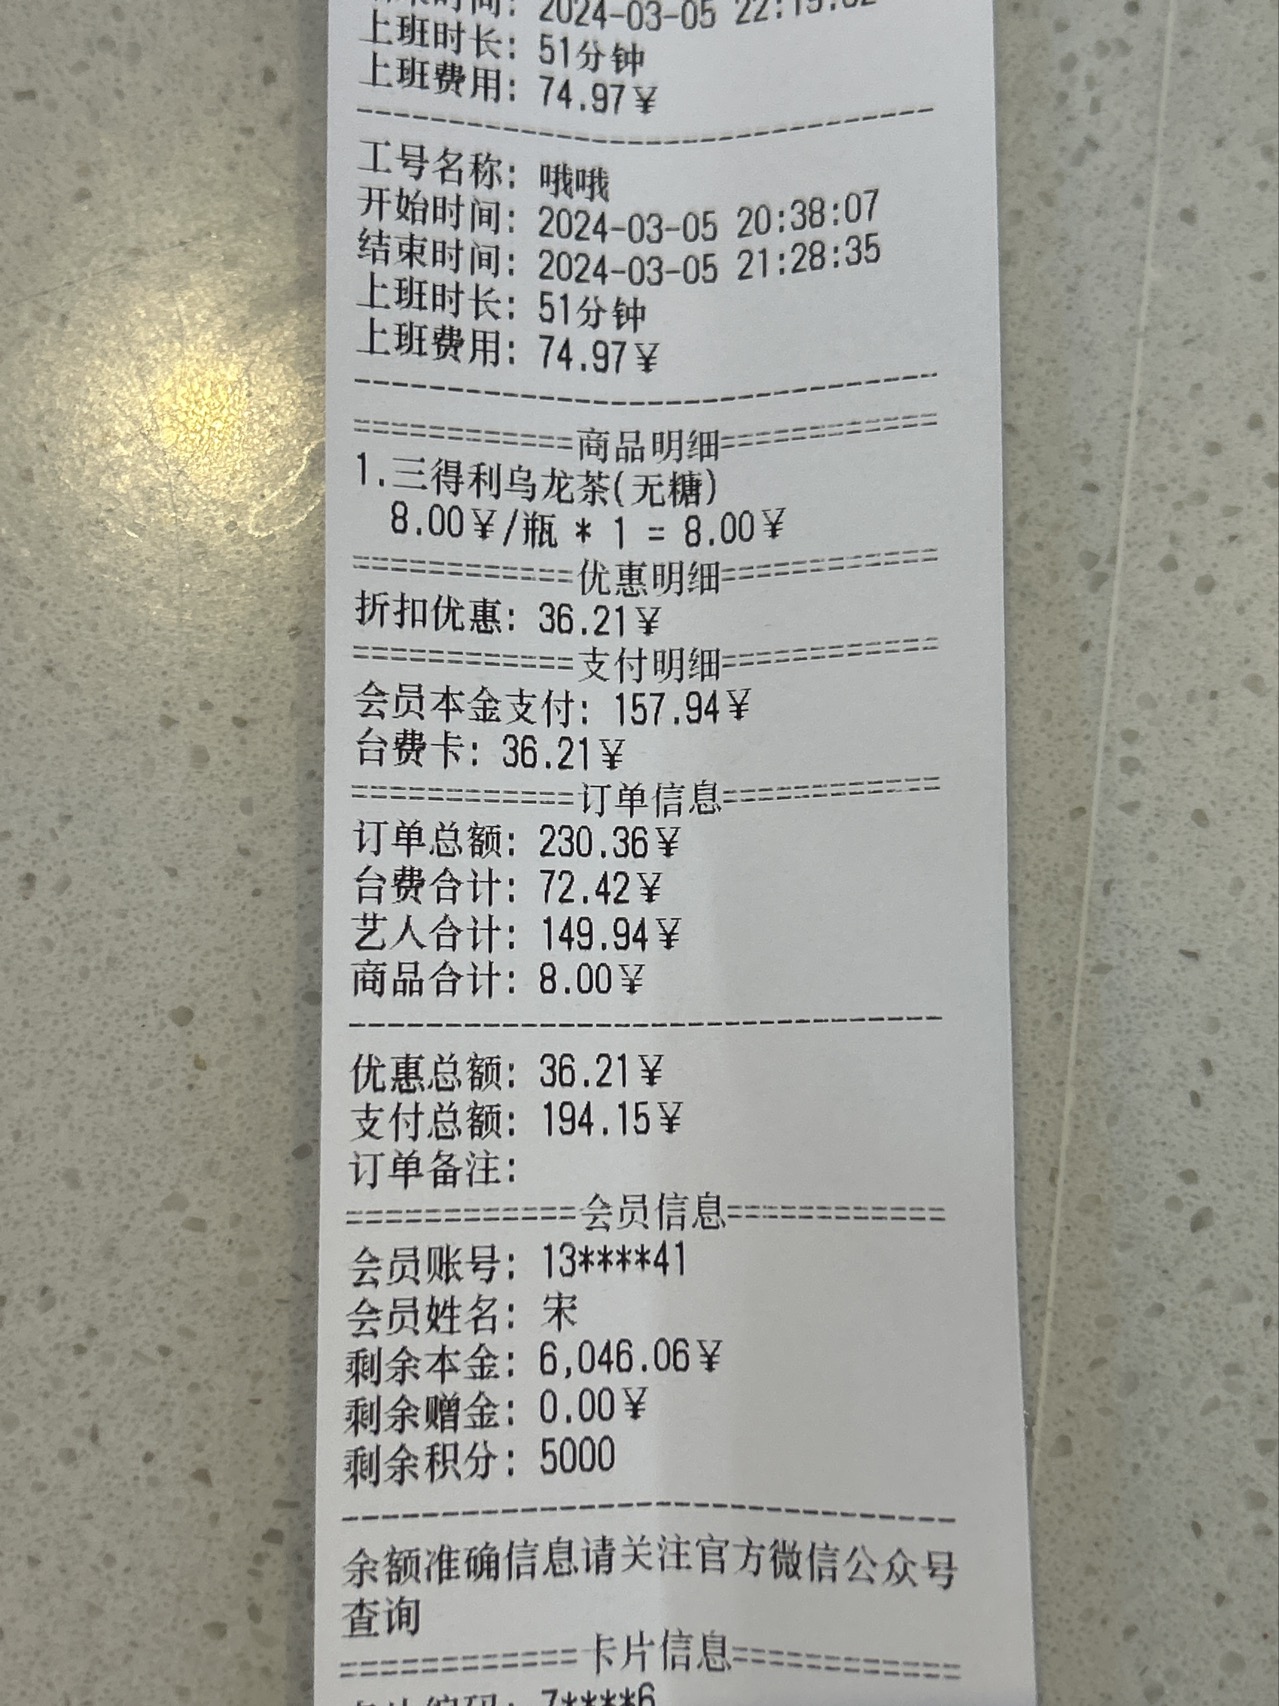 2024-03-05 22:19:02
上班时长: 51分钟
上班费用: 74.97¥
--------------------------------
工号名称: 哦哦
开始时间: 2024-03-05 20:38:07
结束时间: 2024-03-05 21:28:35
上班时长: 51分钟
上班费用: 74.97¥
--------------------------------
============商品明细============
1.三得利乌龙茶(无糖)
8.00¥/瓶 * 1 = 8.00¥
============优惠明细============
折扣优惠: 36.21¥
============支付明细============
会员本金支付: 157.94¥
台费卡: 36.21¥
============订单信息============
订单总额: 230.36¥
台费合计: 72.42¥
艺人合计: 149.94¥
商品合计: 8.00¥
--------------------------------
优惠总额: 36.21¥
支付总额: 194.15¥
订单备注:
============会员信息============
会员账号: 13****41
会员姓名: 宋
剩余本金: 6,046.06¥
剩余赠金: 0.00¥
剩余积分: 5000
--------------------------------
余额准确信息请关注官方微信公众号
查询
============卡片信息============
7****6